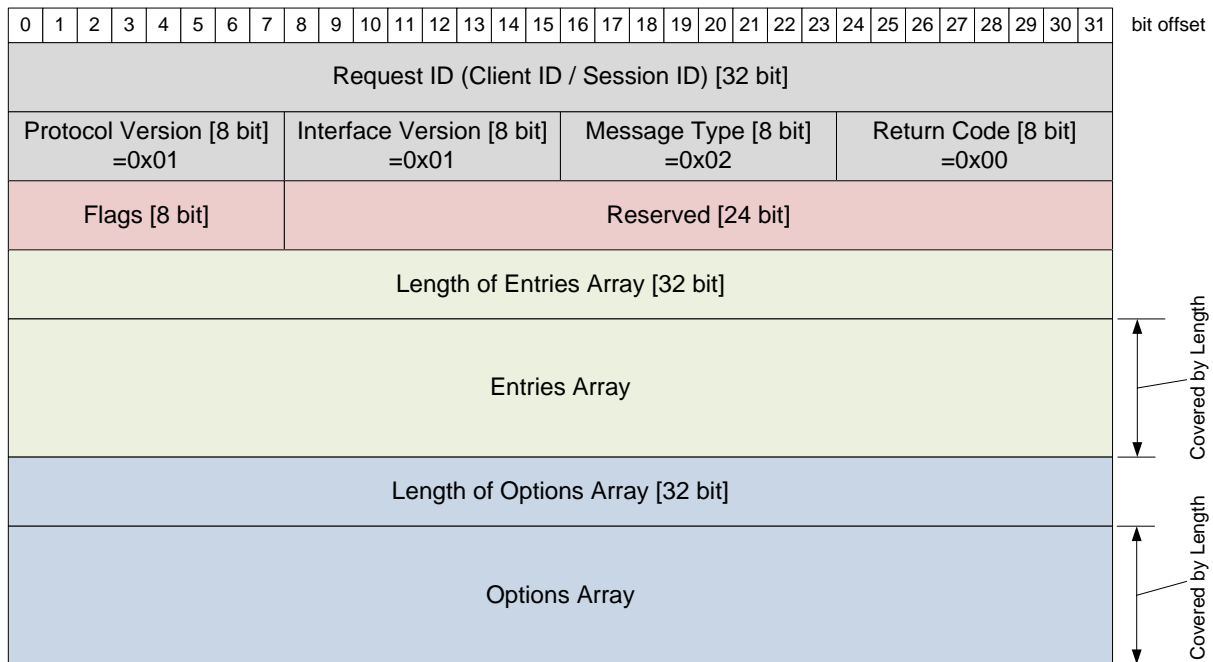 0 1 2 3 4 5 6 7 8 9 10 11 12 13 14 15 16 17 18 19 20 21 22 23 24 25 26 27 28 29 30 31 bit offset
Request ID (Client ID / Session ID) [32 bit]
Protocol Version [8 bit]
=0x01
Interface Version [8 bit]
=0x01
Message Type [8 bit]
=0x02
Return Code [8 bit]
=0x00
Flags [8 bit]
Reserved [24 bit]
Length of Entries Array [32 bit]
Entries Array
Covered by Length
Length of Options Array [32 bit]
Options Array
Covered by Length